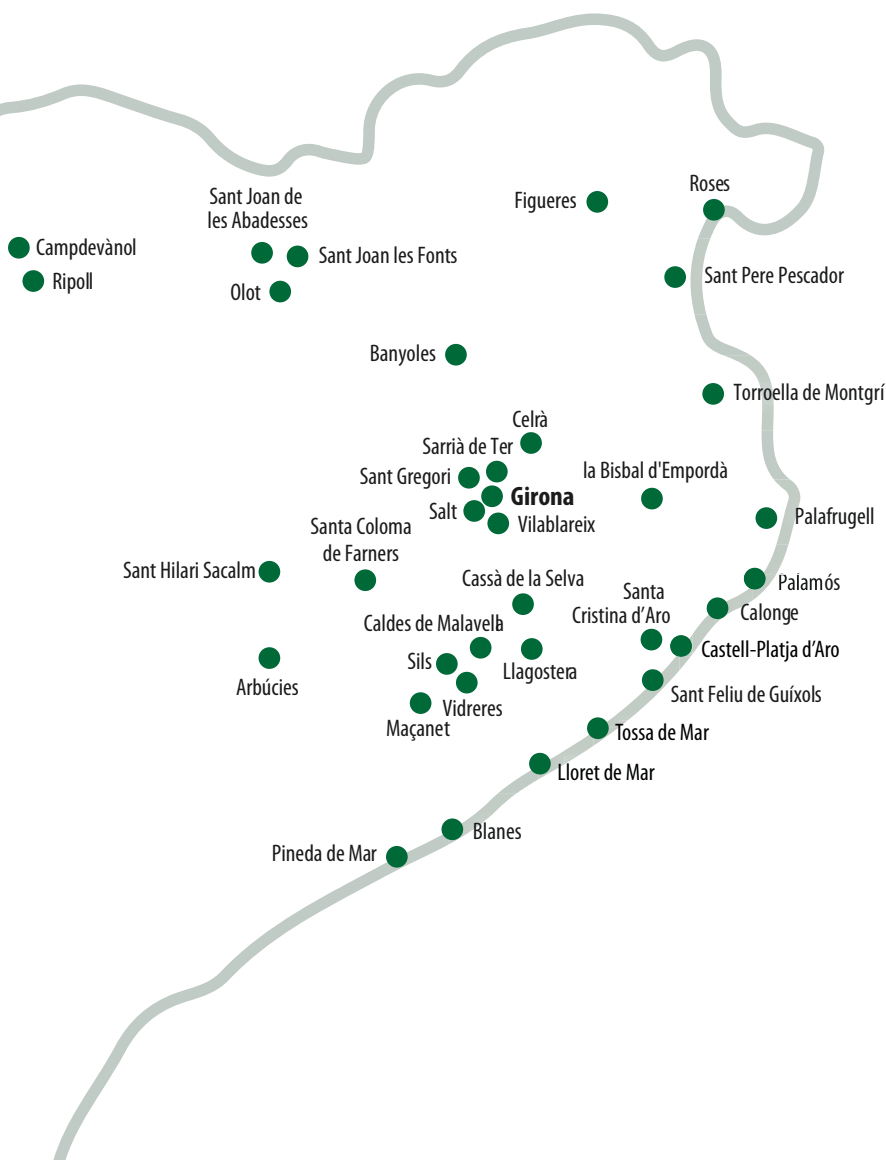 Roses
Sant Joan de
les Abadesses
Figueres
Campdevànol
Sant Joan les Fonts
Ripoll
Sant Pere Pescador
Olot
Banyoles
Torroella de Montgrí
Celrà
Sarrià de Ter
la Bisbal d'Empordà
Sant Gregori
Girona
Salt
Palafrugell
Vilablareix
Santa Coloma
de Farners
Sant Hilari Sacalm
Cassà de la Selva
Palamós
Santa
Cristina d'Aro
Calonge
Caldes de Malavella
Castell-Platja d'Aro
Sils
Llagostera
Arbúcies
Sant Feliu de Guíxols
Vidreres
Maçanet
Tossa de Mar
Lloret de Mar
Blanes
Pineda de Mar